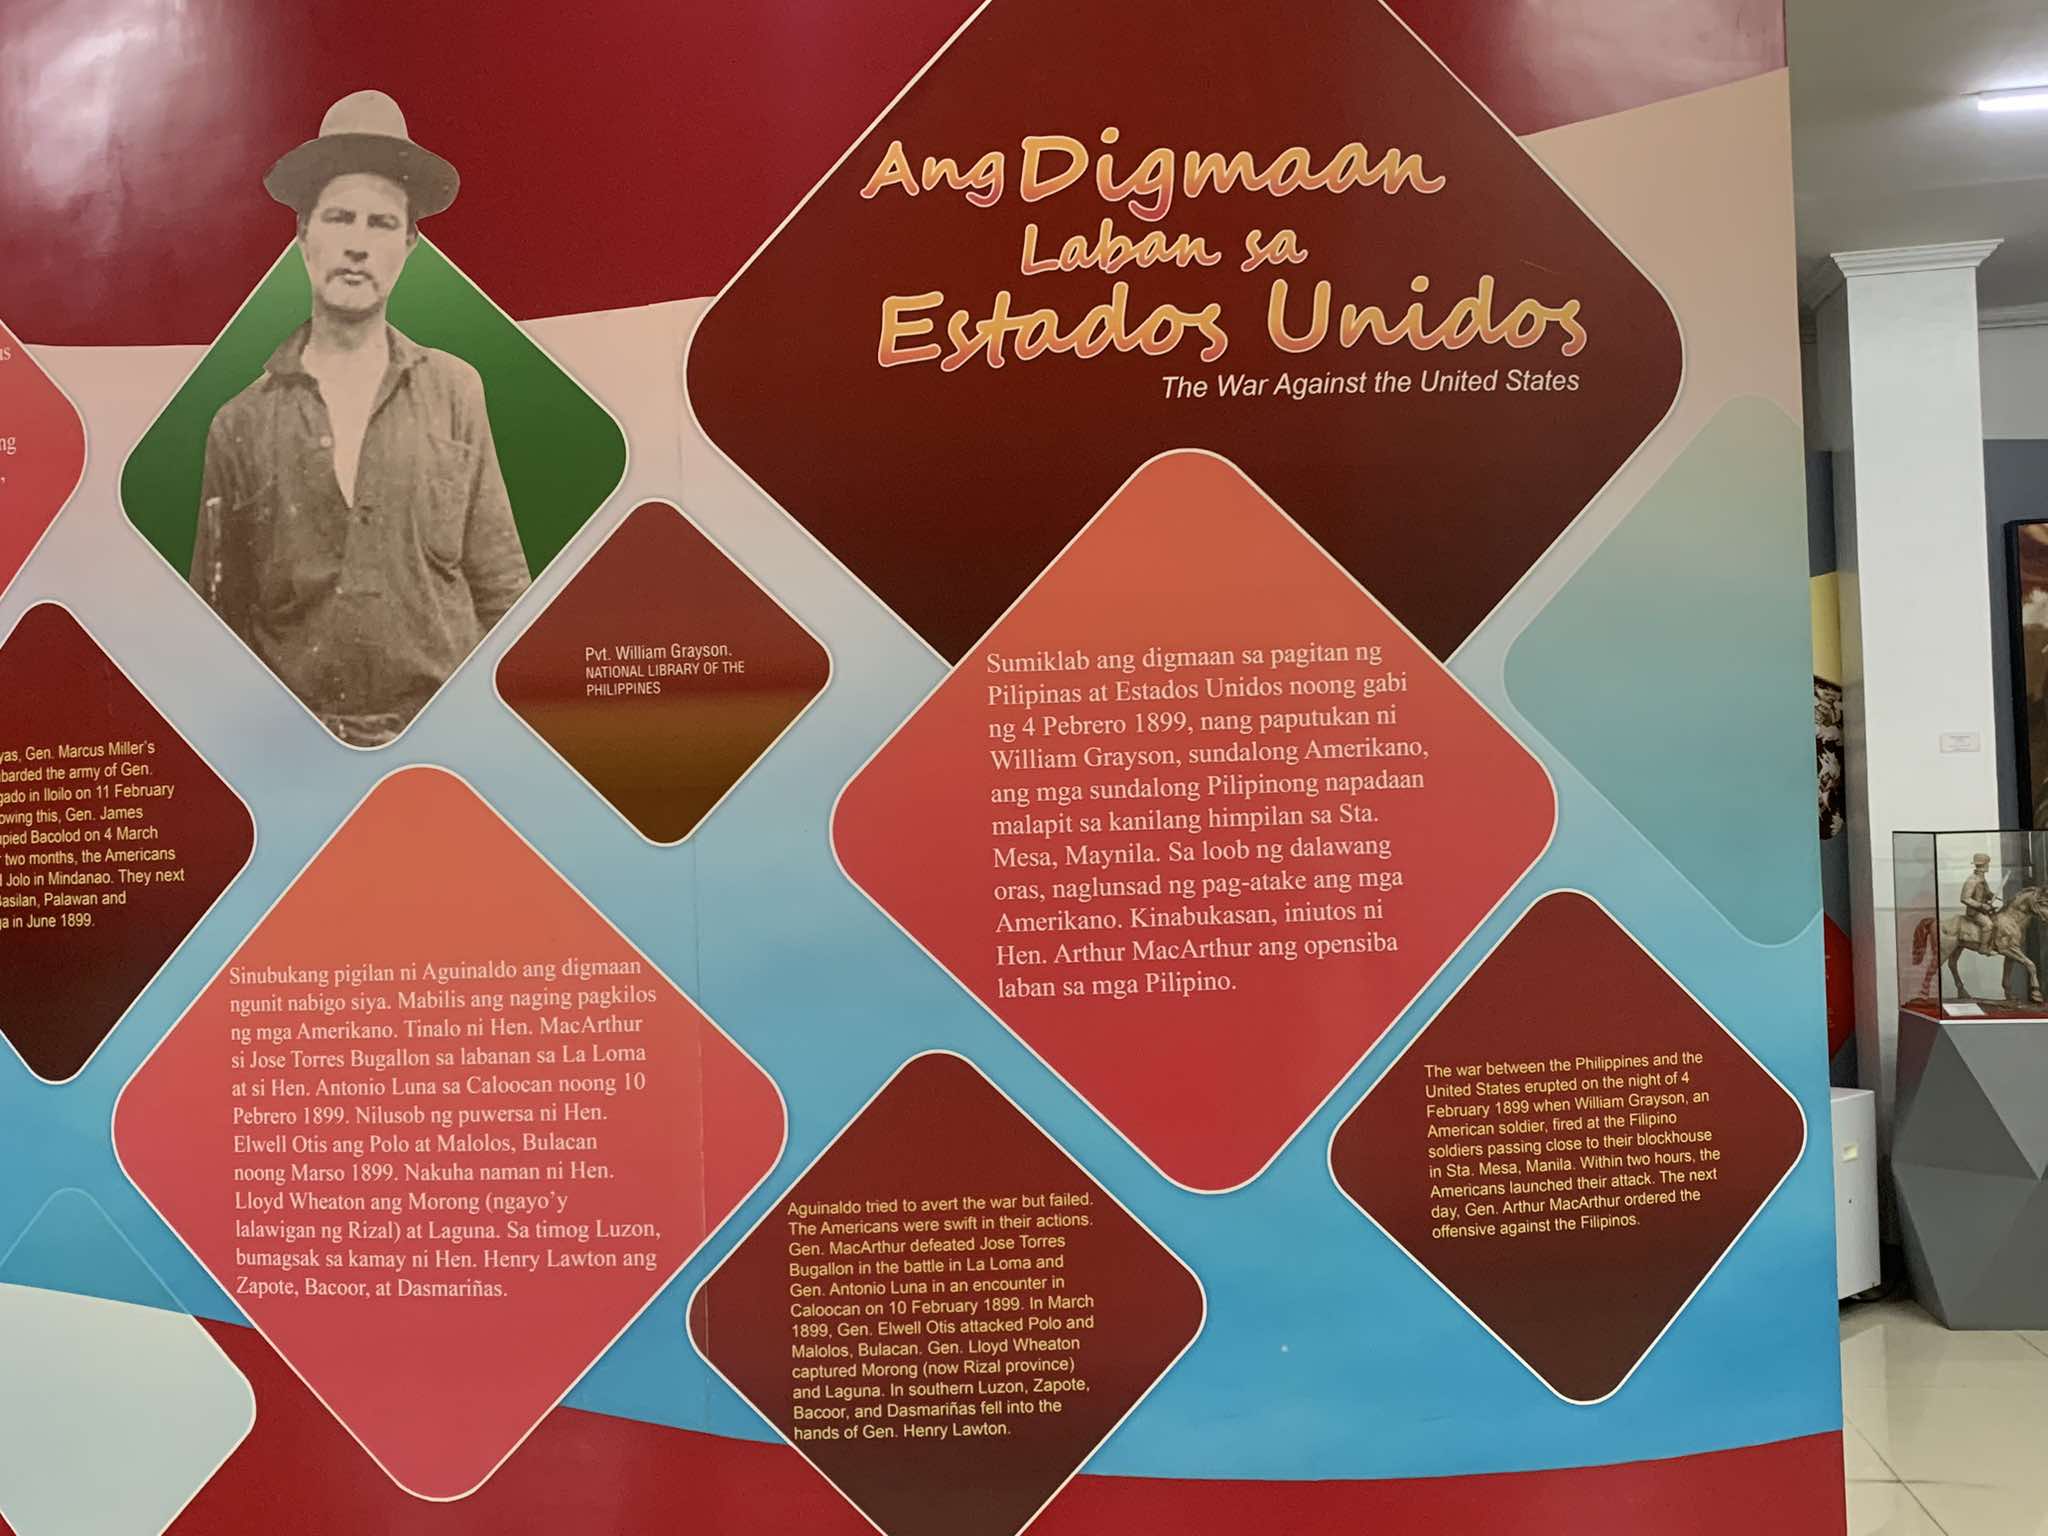 Ang Digmaan
Laban sa
Estados Unidos
The War Against the United States
Pvt. William Grayson.
NATIONAL LIBRARY OF THE
PHILIPPINES
Sumiklab ang digmaan sa pagitan ng
Pilipinas at Estados Unidos noong gabi
ng 4 Pebrero 1899, nang paputukan ni
William Grayson, sundalong Amerikano,
ang mga sundalong Pilipinong napadaan
malapit sa kanilang himpilan sa Sta.
Mesa, Maynila. Sa loob ng dalawang
oras, naglunsad ng pag-atake ang mga
Amerikano. Kinabukasan, iniutos ni
Hen. Arthur MacArthur ang opensiba
laban sa mga Pilipino.
The war between the Philippines and the
United States erupted on the night of 4
February 1899 when William Grayson, an
American soldier, fired at the Filipino
soldiers passing close to their blockhouse
in Sta. Mesa, Manila. Within two hours, the
Americans launched their attack. The next
day, Gen. Arthur MacArthur ordered the
offensive against the Filipinos.
Sinubukang pigilan ni Aguinaldo ang digmaan
ngunit nabigo siya. Mabilis ang naging pagkilos
ng mga Amerikano. Tinalo ni Hen. MacArthur
si Jose Torres Bugallon sa labanan sa La Loma
at si Hen. Antonio Luna sa Caloocan noong 10
Pebrero 1899. Nilusob ng puwersa ni Hen.
Elwell Otis ang Polo at Malolos, Bulacan
noong Marso 1899. Nakuha naman ni Hen.
Lloyd Wheaton ang Morong (ngayo'y
lalawigan ng Rizal) at Laguna. Sa timog Luzon,
bumagsak sa kamay ni Hen. Henry Lawton ang
Zapote, Bacoor, at Dasmariñas.
Aguinaldo tried to avert the war but failed.
The Americans were swift in their actions.
Gen. MacArthur defeated Jose Torres
Bugallon in the battle in La Loma and
Gen. Antonio Luna in an encounter in
Caloocan on 10 February 1899. In March
1899, Gen. Elwell Otis attacked Polo and
Malolos, Bulacan. Gen. Lloyd Wheaton
captured Morong (now Rizal province)
and Laguna. In southern Luzon, Zapote,
Bacoor, and Dasmariñas fell into the
hands of Gen. Henry Lawton.
Gen. Marcus Miller's
the army of Gen.
in Iloilo on 11 February
this, Gen. James
Bacolod on 4 March
two months, the Americans
Jolo in Mindanao. They next
Basilan, Palawan and
in June 1899.